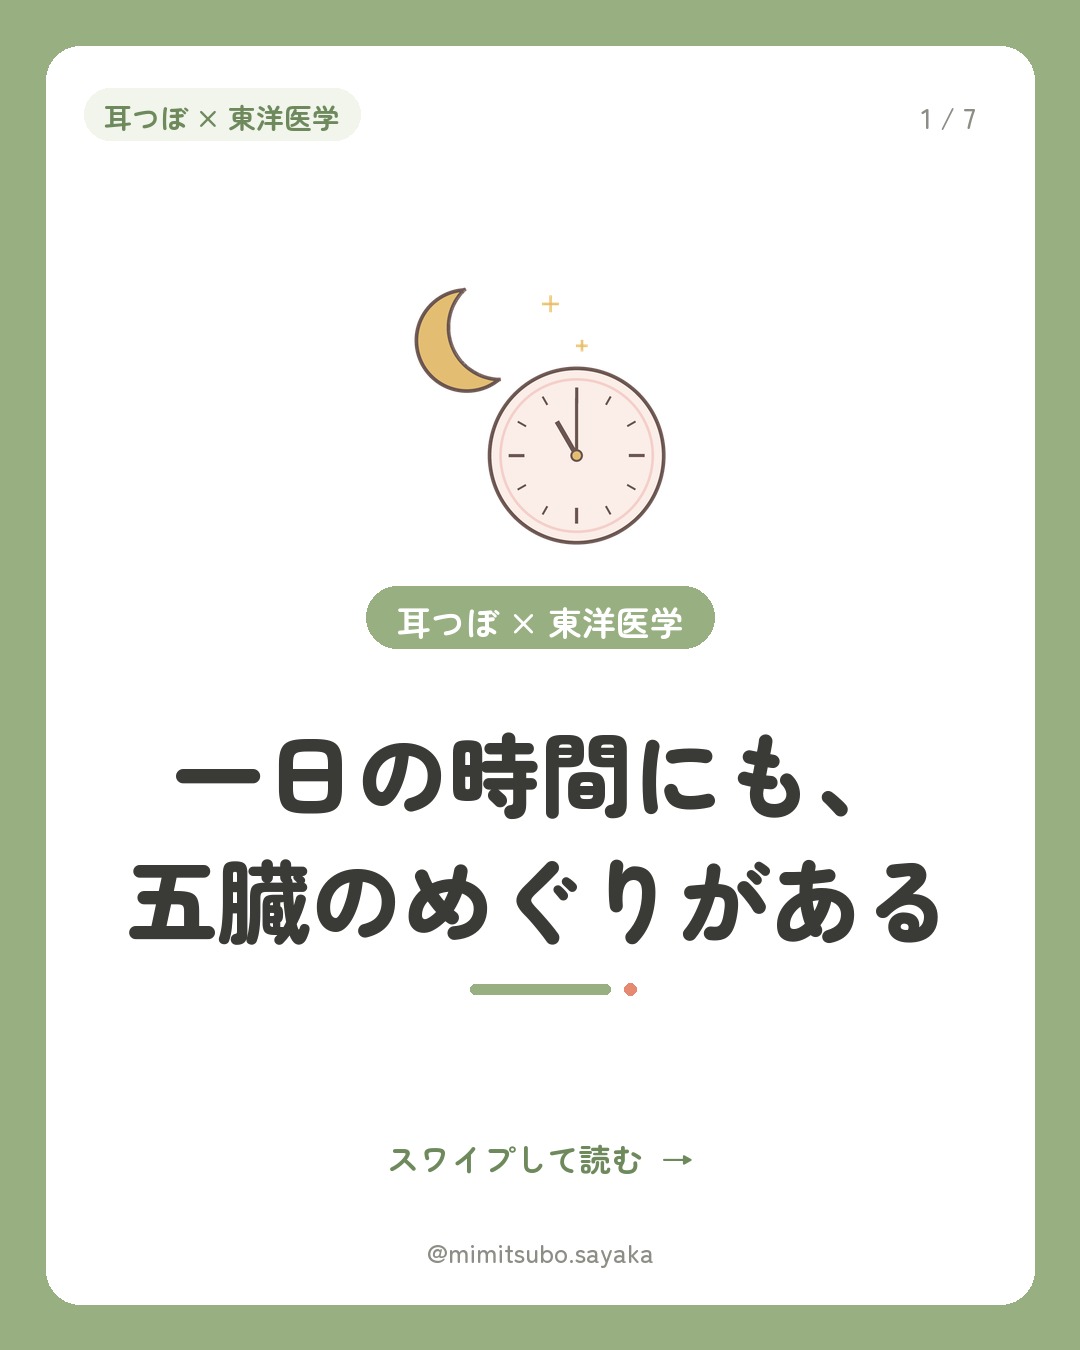 耳つぼ × 東洋医学
1 / 7
耳つぼ × 東洋医学
一日の時間にも、
五臓のめぐりがある
スワイプして読む →
@mimitsubo.sayaka